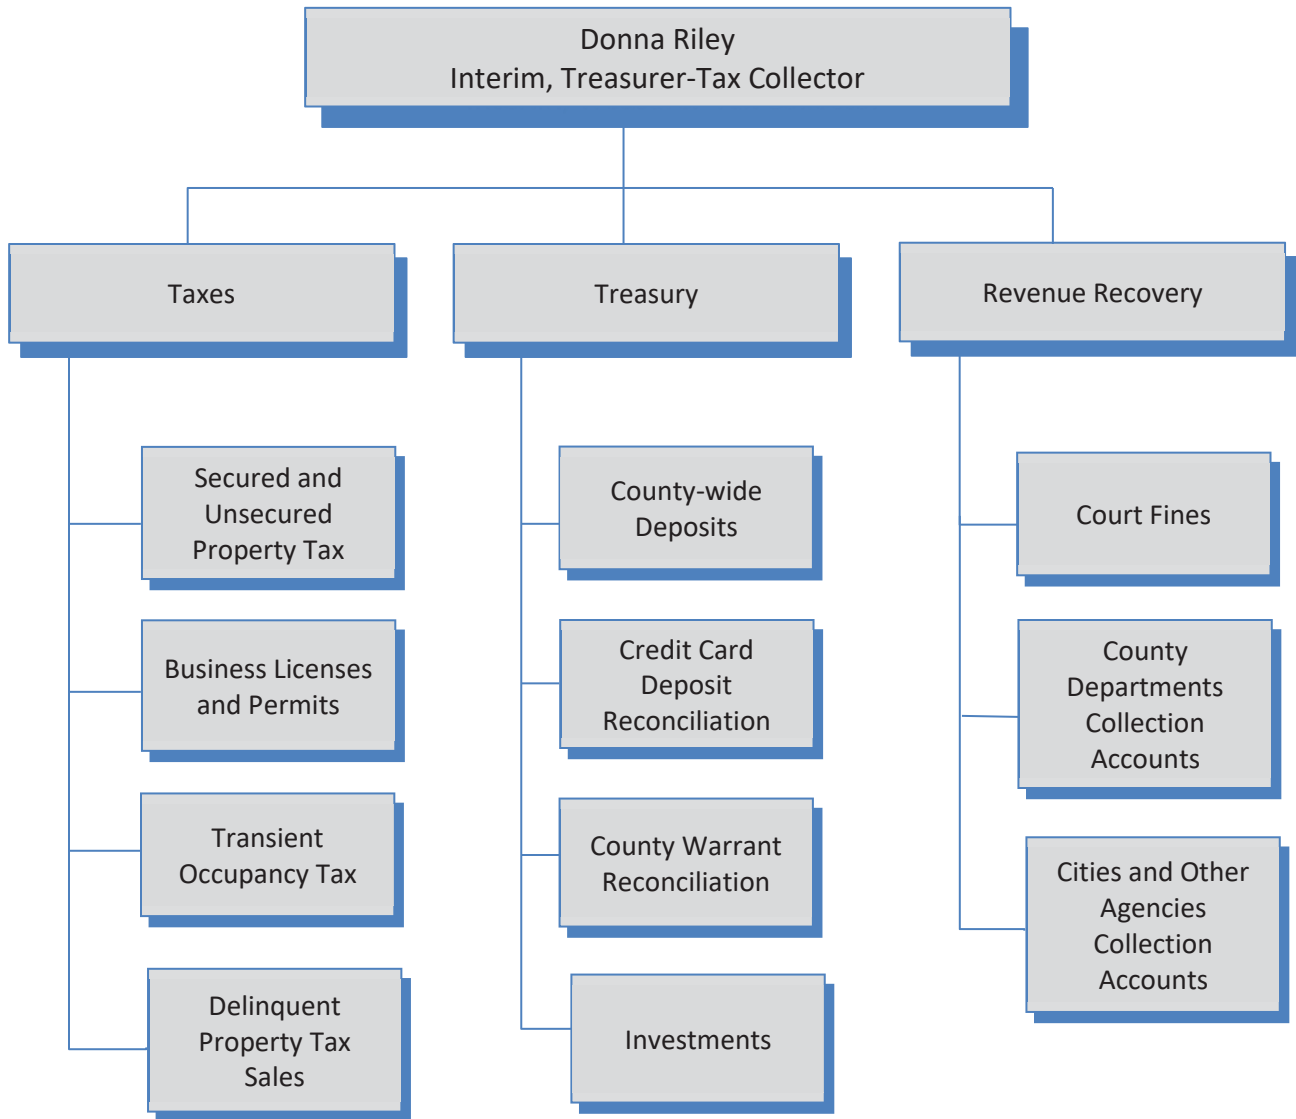 Donna Riley
Interim, Treasurer-Tax Collector
Taxes
Treasury
Revenue Recovery
Secured and
Unsecured
Property Tax
Business Licenses
and Permits
Transient
Occupancy Tax
Delinquent
Property Tax
Sales
County-wide
Deposits
Credit Card
Deposit
Reconciliation
County Warrant
Reconciliation
Investments
Court Fines
County
Departments
Collection
Accounts
Cities and Other
Agencies
Collection
Accounts